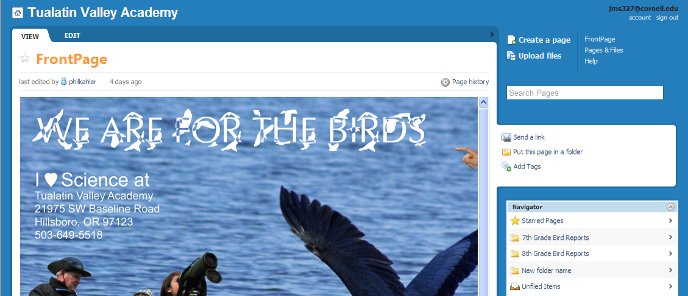 Tualatin Valley Academy
jms327@cornell.edu
account sign out
VIEW EDIT
FrontPage
last edited by philkahler 4 days ago
Page history
WE ARE FOR THE BIRDS
I ♥ Science at
Tualatin Valley Academy
21975 SW Baseline Road
Hillsboro, OR 97123
503-649-5518
Create a page
Upload files
FrontPage
Pages & Files
Help
Search Pages
Send a link
Put this page in a folder
Add Tags
Navigator
Starred Pages
7th Grade Bird Reports
8th Grade Bird Reports
New folder name
Unfiled Items